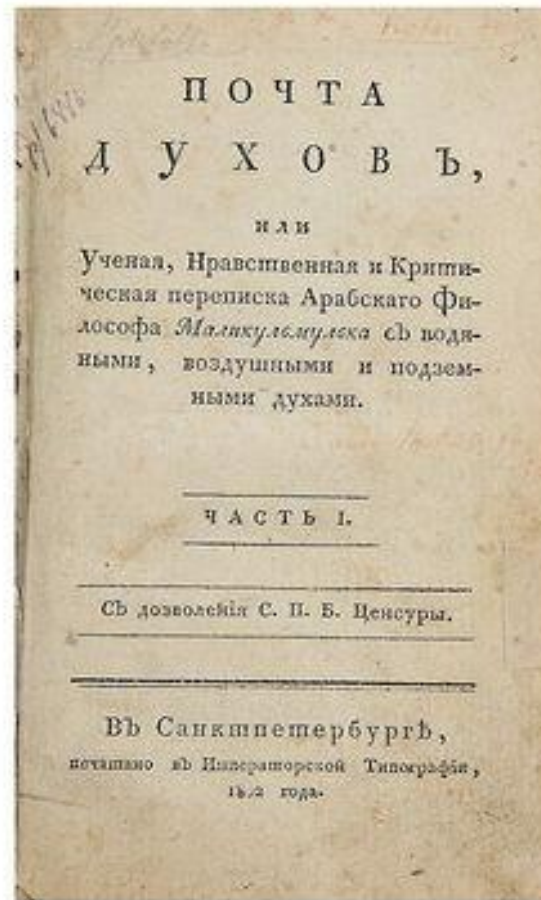 ПОЧТА
ДУХОВЪ,
или
Ученая, Нравственная и Крити-
ческая переписка Арабскаго Фи-
лософа Маликульмулька съ водя-
ными, воздушными и подзем-
ными духами.
ЧАСТЬ I.
Съ дозволенія С. П. Б. Ценсуры.
Въ Санктпетербургѣ,
печатано въ Императорской Типографіи,
года.